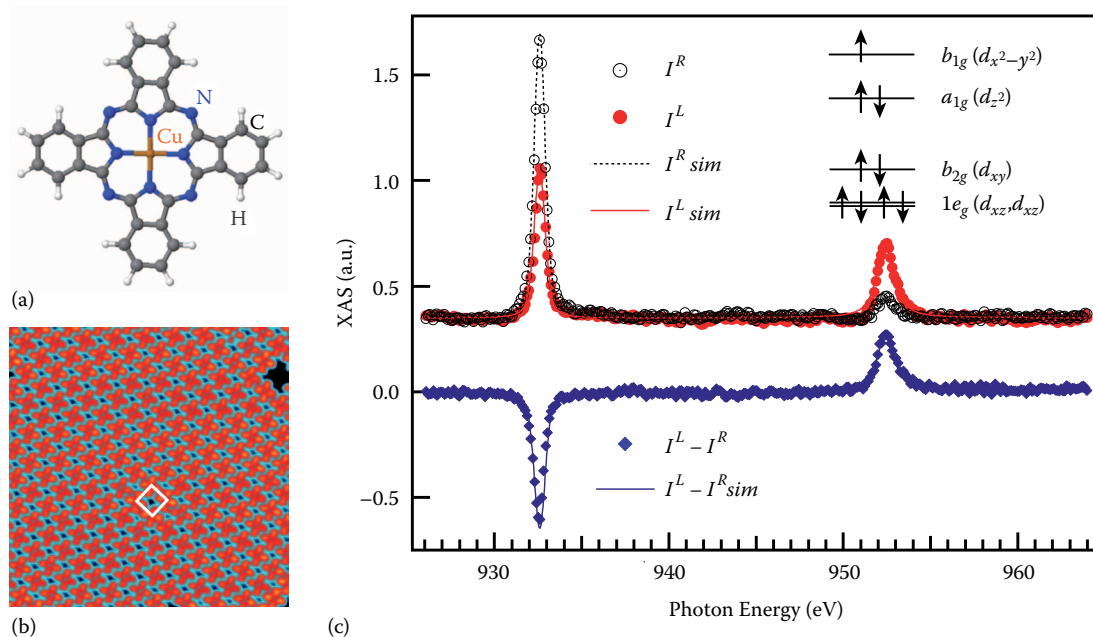 N
C
Cu
H
(a)
(b)
XAS (a.u.)
1.5
1.0
0.5
0.0
−0.5
I^R
I^L
I^R sim
I^L sim
b1g (dx2−y2)
a1g (dz2)
b2g (dxy)
1eg (dxz,dxz)
I^L – I^R
I^L – I^R sim
930
940
950
960
Photon Energy (eV)
(c)